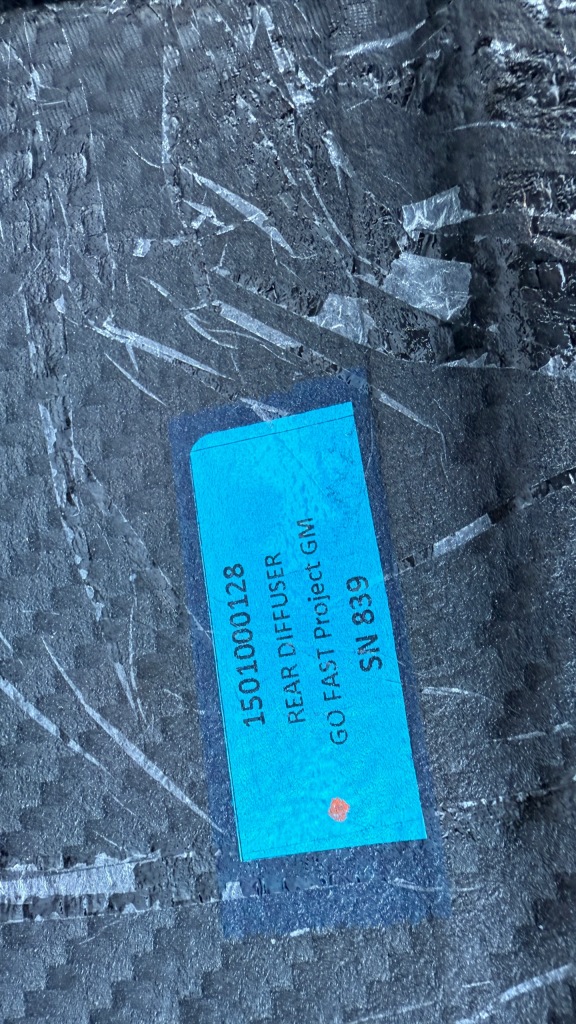 1501000128
REAR DIFFUSER
GO FAST Project GM
SN 839